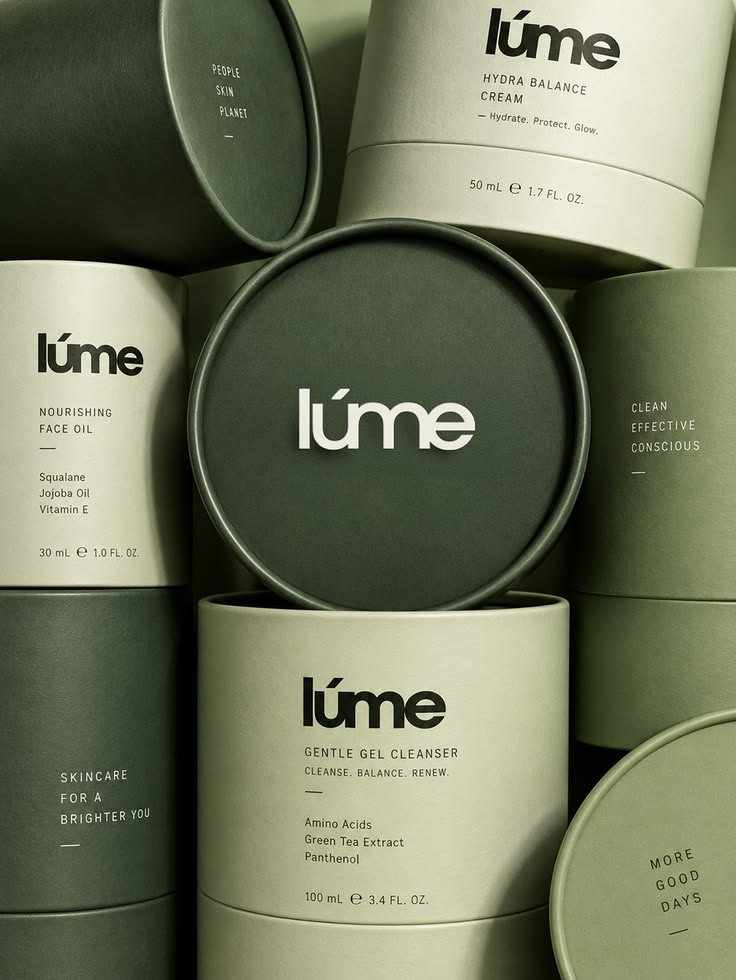 PEOPLE
SKIN
PLANET
lúme
HYDRA BALANCE
CREAM
— Hydrate. Protect. Glow.
50 mL ℮ 1.7 FL. OZ.
lúme
NOURISHING
FACE OIL
Squalane
Jojoba Oil
Vitamin E
30 mL ℮ 1.0 FL. OZ.
lúme
CLEAN
EFFECTIVE
CONSCIOUS
SKINCARE
FOR A
BRIGHTER YOU
lúme
GENTLE GEL CLEANSER
CLEANSE. BALANCE. RENEW.
Amino Acids
Green Tea Extract
Panthenol
100 mL ℮ 3.4 FL. OZ.
MORE
GOOD
DAYS